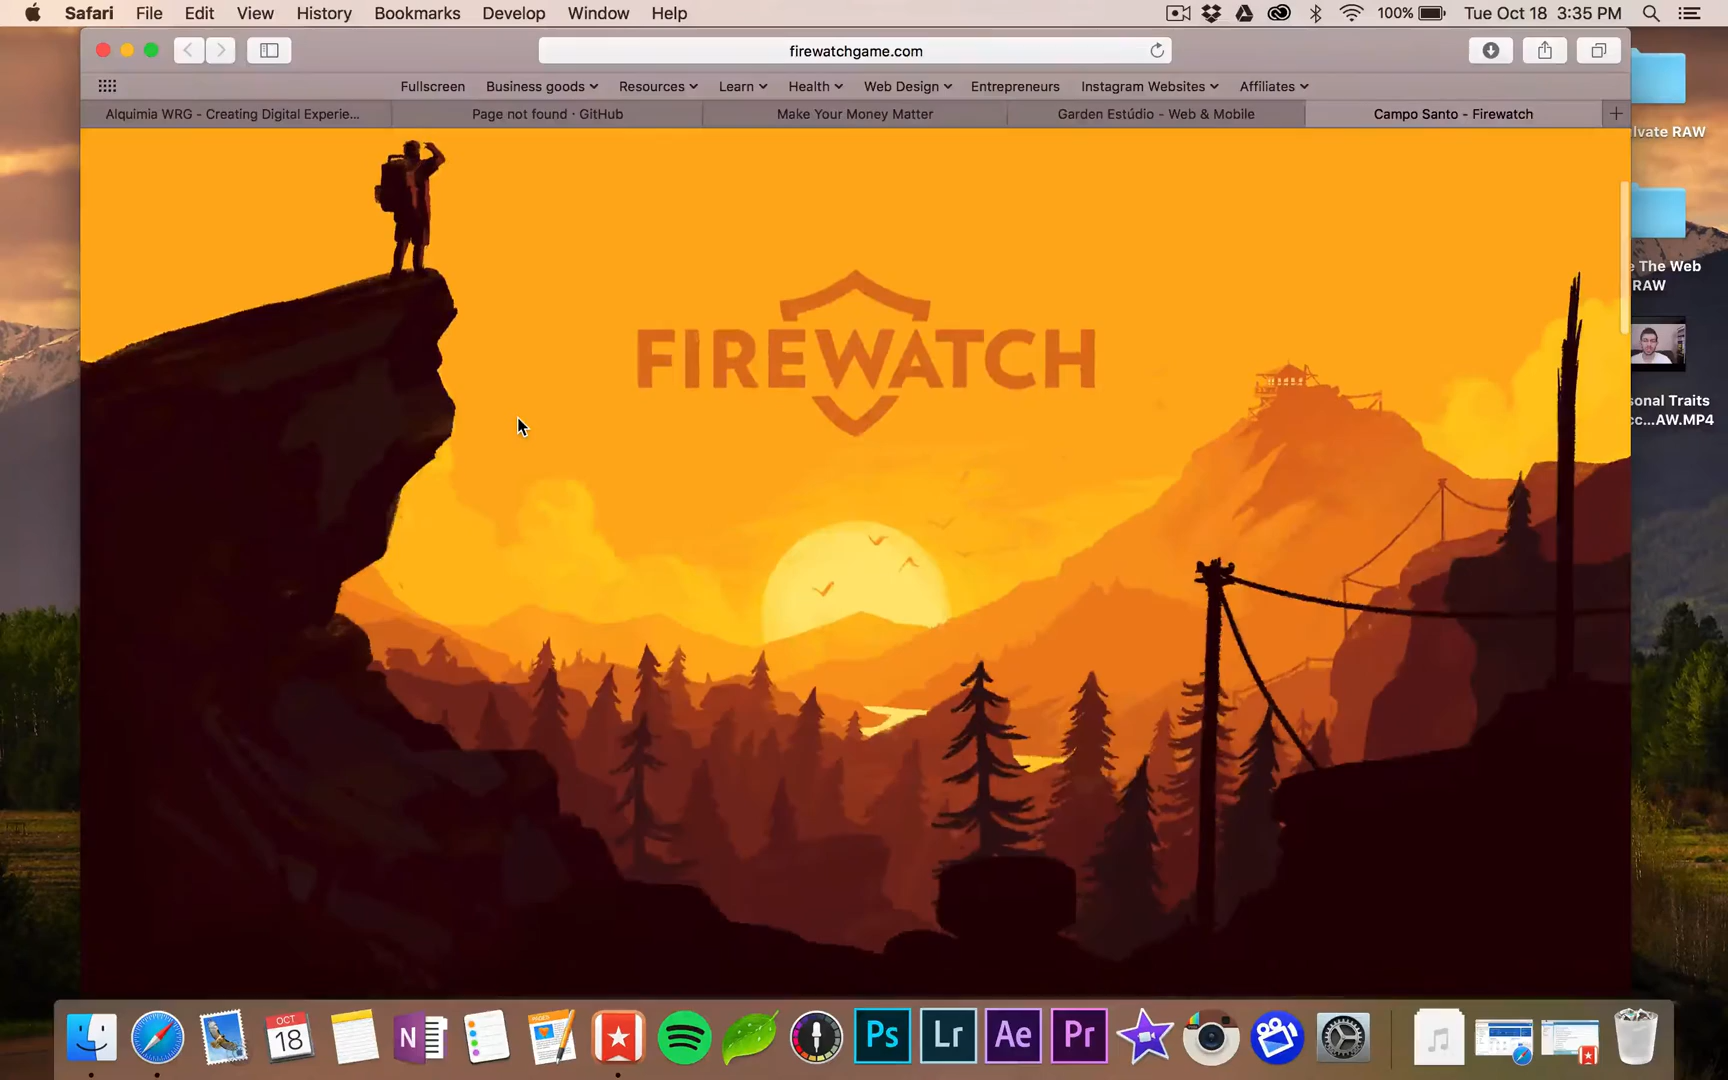 Safari File Edit View History Bookmarks Develop Window Help 100% Tue Oct 18 3:35 PM
firewatchgame.com
Fullscreen Business goods Resources Learn Health Web Design Entrepreneurs Instagram Websites Affiliates
Alquimia WRG - Creating Digital Experie... Page not found · GitHub Make Your Money Matter Garden Estúdio - Web & Mobile Campo Santo - Firewatch
RAW
The Web
RAW
FIREWATCH
sonal Traits
cc...AW.MP4
OCT
18
N
PAGES
Ps
Lr
Ae
Pr